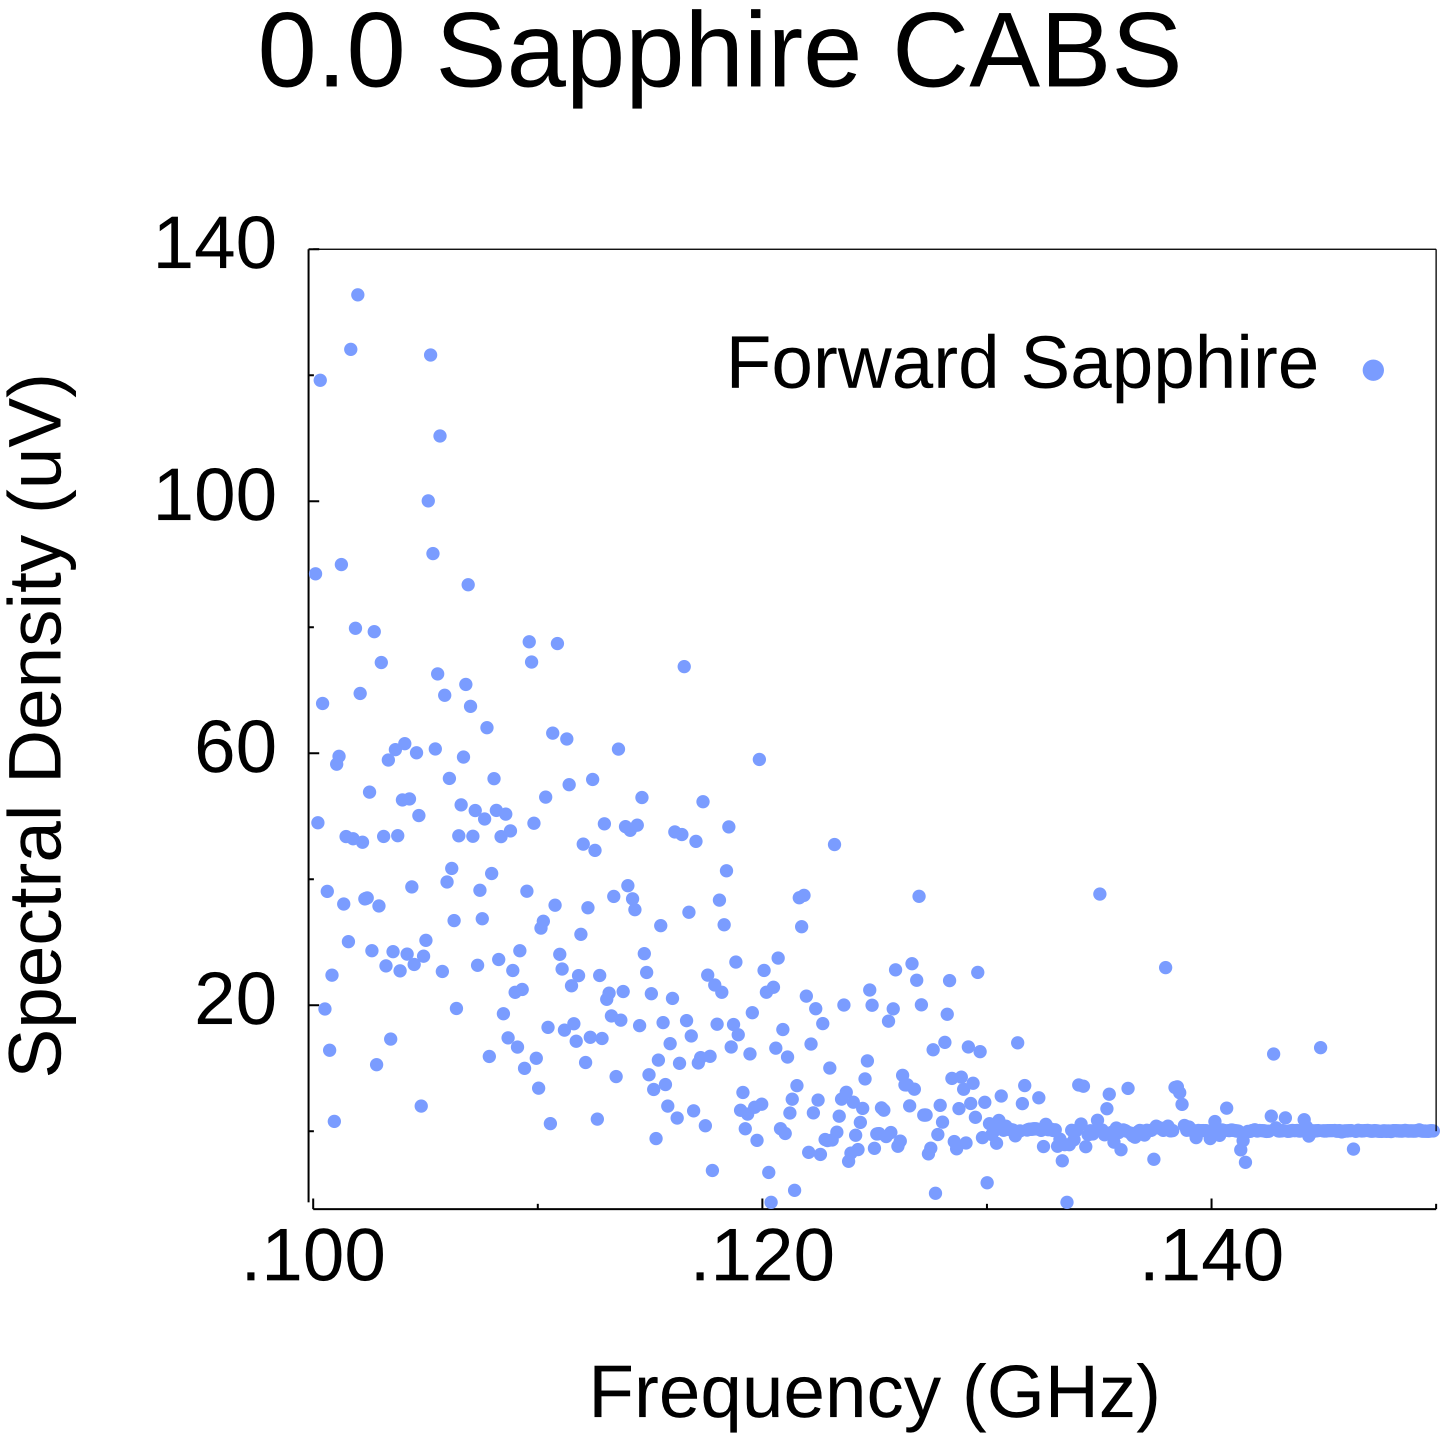 0.0 Sapphire CABS
140
Forward Sapphire
100
60
20
Spectral Density (uV)
.100 .120 .140
Frequency (GHz)